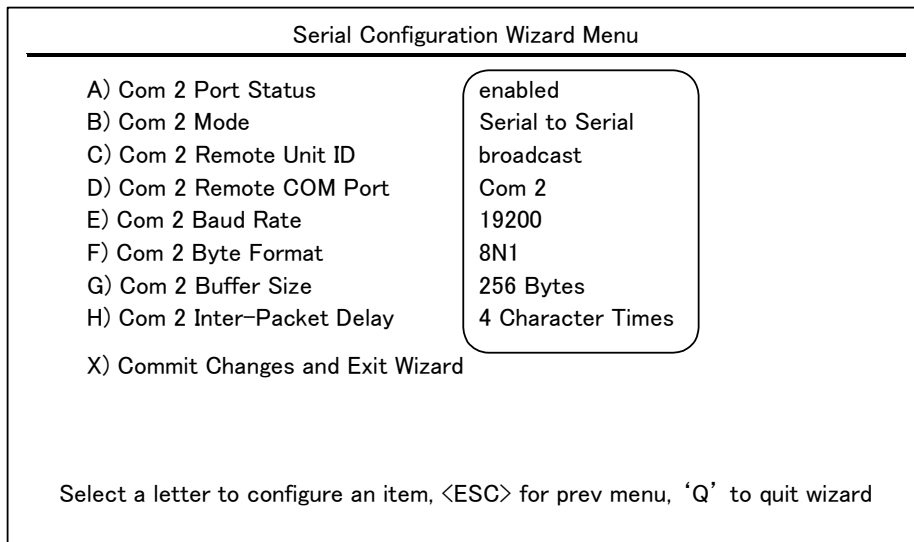 Serial Configuration Wizard Menu
A) Com 2 Port Status enabled
B) Com 2 Mode Serial to Serial
C) Com 2 Remote Unit ID broadcast
D) Com 2 Remote COM Port Com 2
E) Com 2 Baud Rate 19200
F) Com 2 Byte Format 8N1
G) Com 2 Buffer Size 256 Bytes
H) Com 2 Inter-Packet Delay 4 Character Times
X) Commit Changes and Exit Wizard
Select a letter to configure an item, <ESC> for prev menu, ‘Q’ to quit wizard